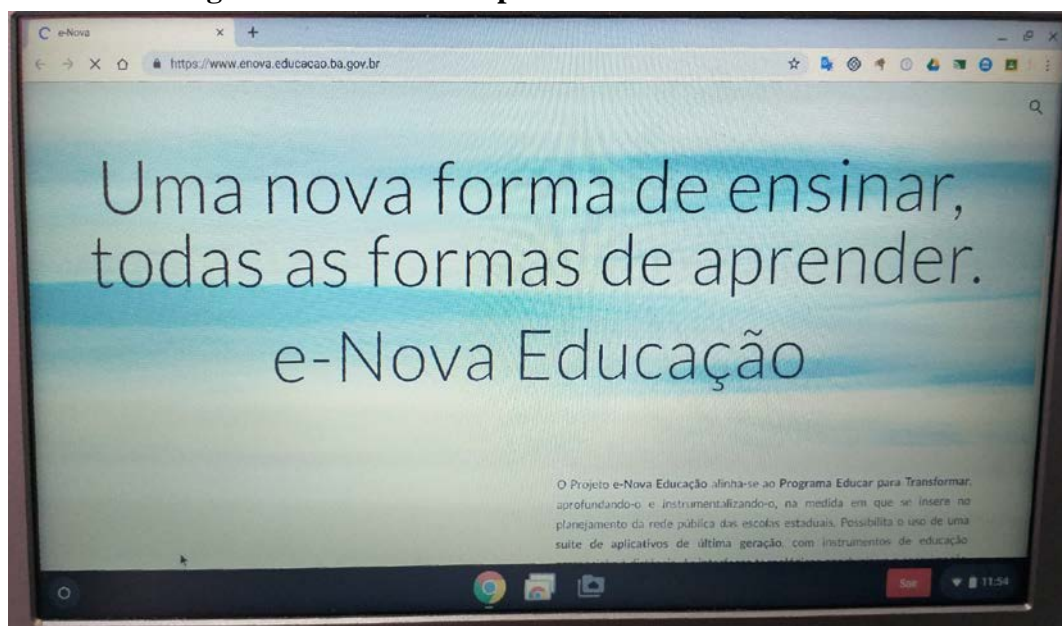 e-Nova
https://www.enova.educacao.ba.gov.br
Uma nova forma de ensinar,
todas as formas de aprender.
e-Nova Educação
O Projeto e-Nova Educação alinha-se ao Programa Educar para Transformar,
aprofundando-o e instrumentalizando-o, na medida em que se insere no
planejamento da rede pública das escolas estaduais. Possibilita o uso de uma
suite de aplicativos de última geração, com instrumentos de educação
Sair
11:54